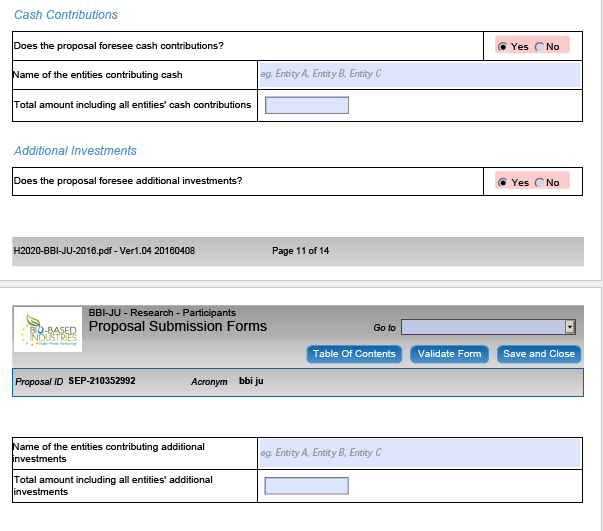 Cash Contributions
Does the proposal foresee cash contributions?
Yes No
Name of the entities contributing cash
eg. Entity A, Entity B, Entity C
Total amount including all entities' cash contributions
Additional Investments
Does the proposal foresee additional investments?
Yes No
H2020-BBI-JU-2016.pdf - Ver1.04 20160408 Page 11 of 14
BBI-JU - Research - Participants
Proposal Submission Forms
BIO-BASED
INDUSTRIES
Public-Private Partnership
Go to
Table Of Contents Validate Form Save and Close
Proposal ID SEP-210352992 Acronym bbi ju
Name of the entities contributing additional
investments
eg. Entity A, Entity B, Entity C
Total amount including all entities' additional
investments